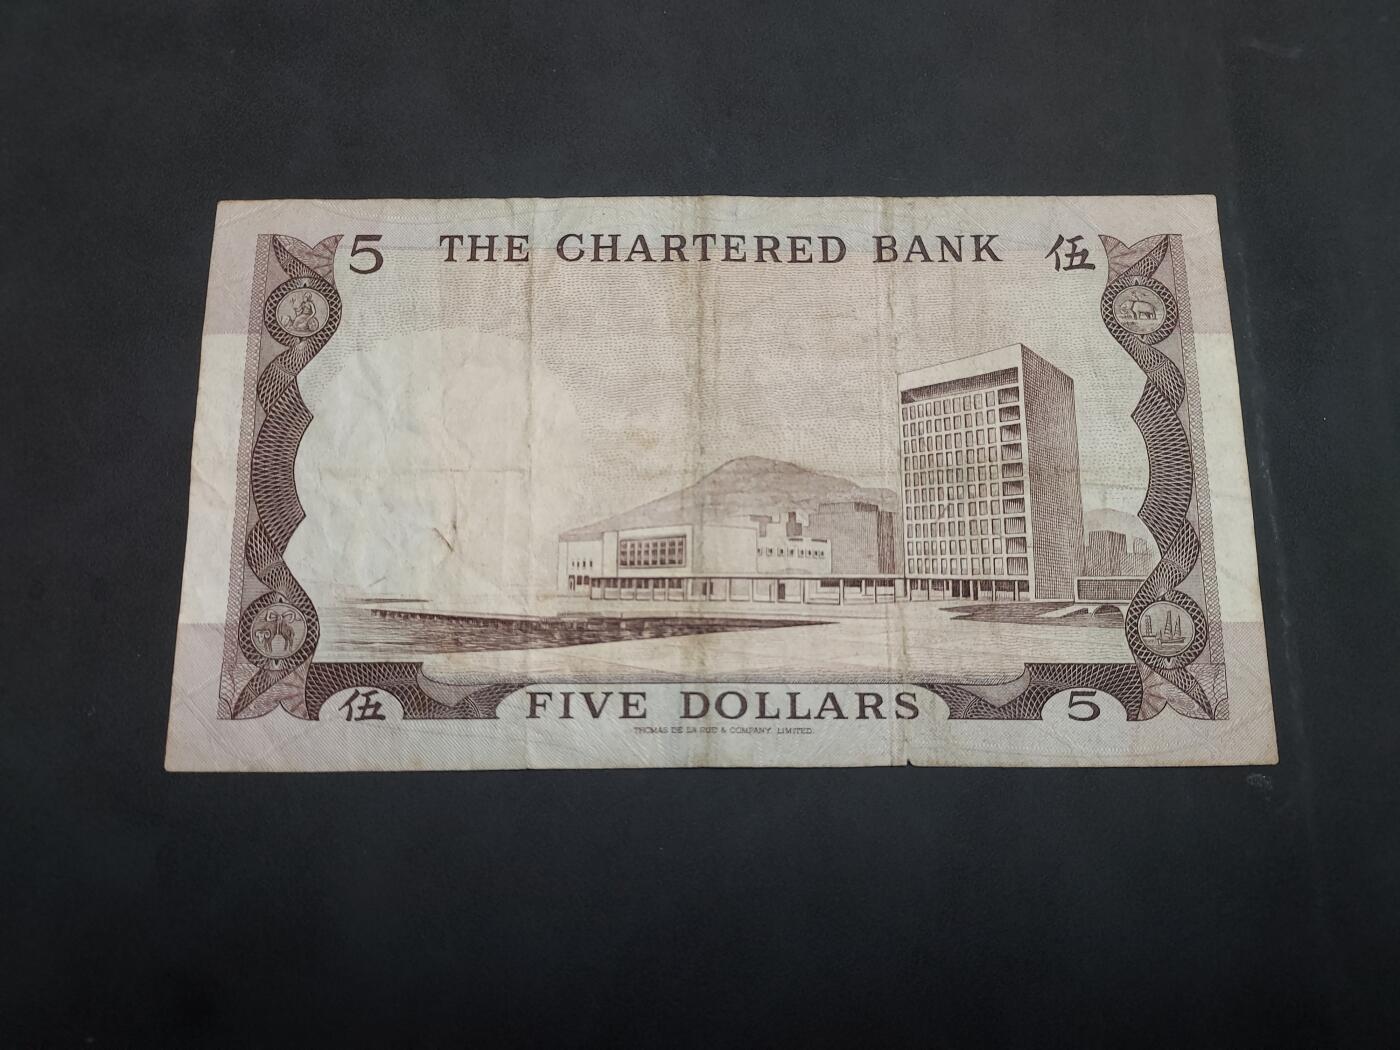 5 THE CHARTERED BANK 伍
伍 FIVE DOLLARS 5
THOMAS DE LA RUE & COMPANY, LIMITED.